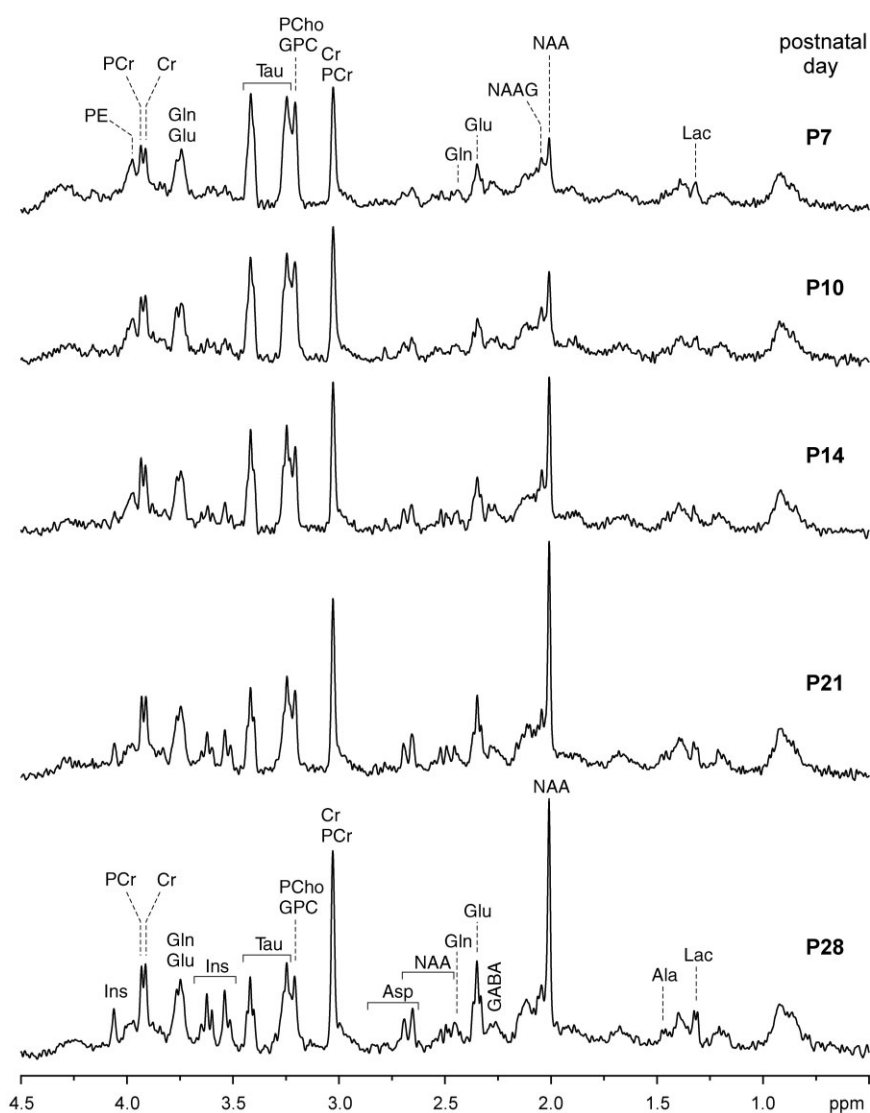 postnatal
day
PCho
GPC
NAA
PCr
Cr
Tau
Cr
PCr
PE
Gln
Glu
NAAG
Glu
Gln
Lac
P7
P10
P14
P21
NAA
Cr
PCr
PCr
Cr
PCho
GPC
Glu
Gln
Glu
Ins
Tau
NAA
Gln
P28
Ins
Asp
GABA
Ala
Lac
4.5 4.0 3.5 3.0 2.5 2.0 1.5 1.0 ppm